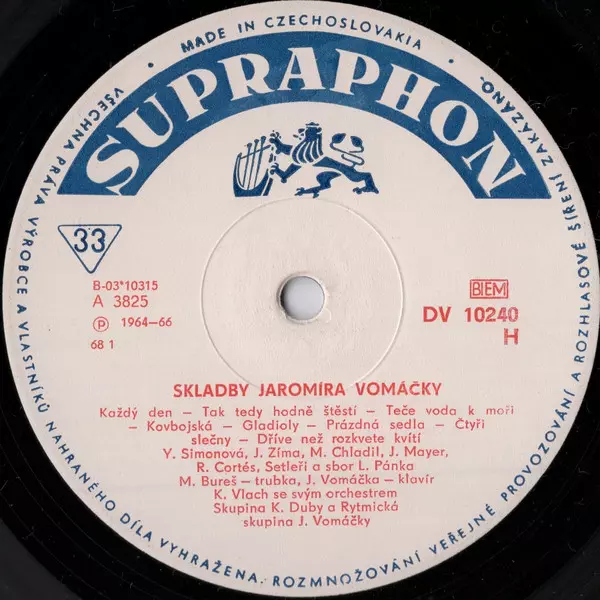 • MADE IN CZECHOSLOVAKIA •
SUPRAPHON
VŠECHNA PRÁVA VÝROBCE A VLASTNÍKŮ NAHRANÉHO DÍLA VYHRAŽENA. ROZMNOŽOVÁNÍ VEŘEJNÉ PROVOZOVÁNÍ A ROZHLASOVÉ ŠÍŘENÍ ZAKÁZÁNO.
33
B-03*10315
A 3825
Ⓟ 1964—66
68 1
BIEM
DV 10240
H
SKLADBY JAROMÍRA VOMÁČKY
Každý den — Tak tedy hodně štěstí — Teče voda k moři
— Kovbojská — Gladioly — Prázdná sedla — Čtyři
slečny — Dříve než rozkvete kvítí
Y. Simonová, J. Zíma, M. Chladil, J. Mayer,
R. Cortés, Setleři a sbor L. Pánka
M. Bureš — trubka, J. Vomáčka — klavír
K. Vlach se svým orchestrem
Skupina K. Duby a Rytmická
skupina J. Vomáčky